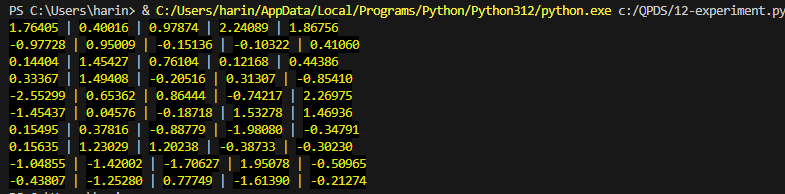 PS C:\Users\harin> & C:/Users/harin/AppData/Local/Programs/Python/Python312/python.exe c:/QPDS/12-experiment.py
1.76405 | 0.40016 | 0.97874 | 2.24089 | 1.86756
-0.97728 | 0.95009 | -0.15136 | -0.10322 | 0.41060
0.14404 | 1.45427 | 0.76104 | 0.12168 | 0.44386
0.33367 | 1.49408 | -0.20516 | 0.31307 | -0.85410
-2.55299 | 0.65362 | 0.86444 | -0.74217 | 2.26975
-1.45437 | 0.04576 | -0.18718 | 1.53278 | 1.46936
0.15495 | 0.37816 | -0.88779 | -1.98080 | -0.34791
0.15635 | 1.23029 | 1.20238 | -0.38733 | -0.30230
-1.04855 | -1.42002 | -1.70627 | 1.95078 | -0.50965
-0.43807 | -1.25280 | 0.77749 | -1.61390 | -0.21274